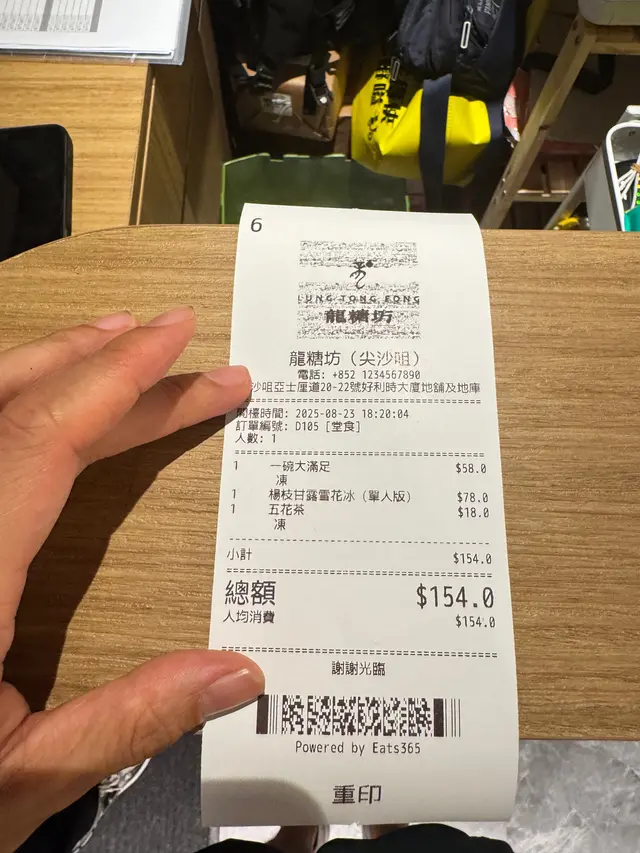 6
LUNG TONG FONG
龍糖坊
龍糖坊（尖沙咀）
電話: +852 1234567890
沙咀亞士厘道20-22號好利時大廈地舖及地庫
開檯時間: 2025-08-23 18:20:04
訂單編號: D105 [堂食]
人數: 1
1 一碗大滿足 $58.0
凍
1 楊枝甘露雪花冰（單人版） $78.0
1 五花茶 $18.0
凍
小計 $154.0
總額 $154.0
人均消費 $154.0
謝謝光臨
Powered by Eats365
重印